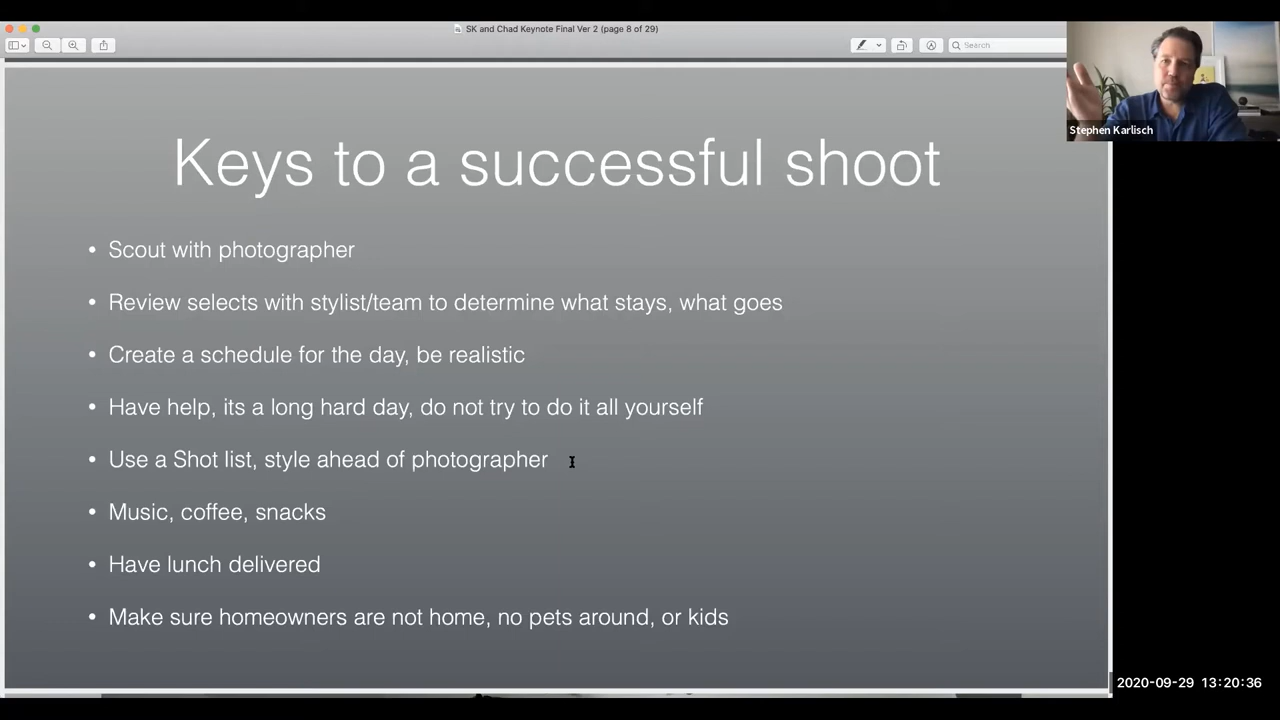 SK and Chad Keynote Final Ver 2 (page 8 of 29)
Search
Stephen Karlisch
Keys to a successful shoot
• Scout with photographer
• Review selects with stylist/team to determine what stays, what goes
• Create a schedule for the day, be realistic
• Have help, its a long hard day, do not try to do it all yourself
• Use a Shot list, style ahead of photographer
• Music, coffee, snacks
• Have lunch delivered
• Make sure homeowners are not home, no pets around, or kids
2020-09-29 13:20:36